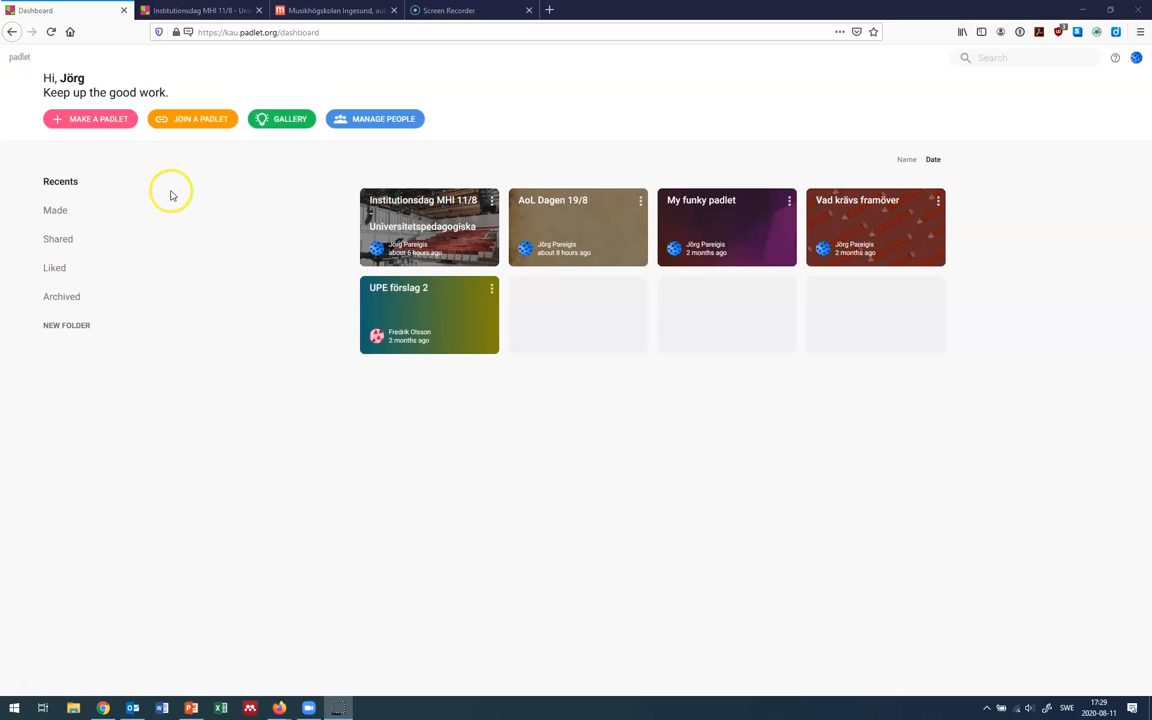 Dashboard
Institutionsdag MHI 11/8 - Uni
Musikhögskolan Ingesund, aul
Screen Recorder
https://kau.padlet.org/dashboard
padlet
Search
Hi, Jörg
Keep up the good work.
MAKE A PADLET
JOIN A PADLET
GALLERY
MANAGE PEOPLE
Name
Date
Recents
Made
Shared
Liked
Archived
NEW FOLDER
Institutionsdag MHI 11/8
-
Universitetspedagogiska
Jörg Pareigis
about 6 hours ago
AoL Dagen 19/8
Jörg Pareigis
about 8 hours ago
My funky padlet
Jörg Pareigis
2 months ago
Vad krävs framöver
Jörg Pareigis
2 months ago
UPE förslag 2
Fredrik Olsson
2 months ago
SWE
17:29
2020-08-11